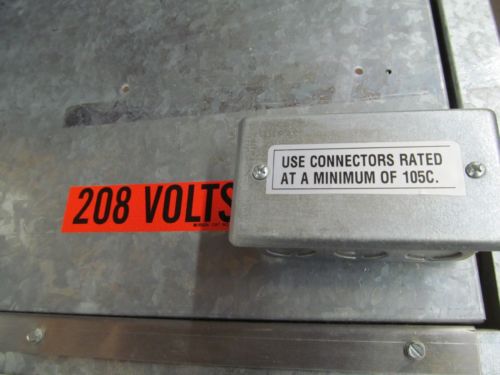 208 VOLTS
USE CONNECTORS RATED
AT A MINIMUM OF 105C.